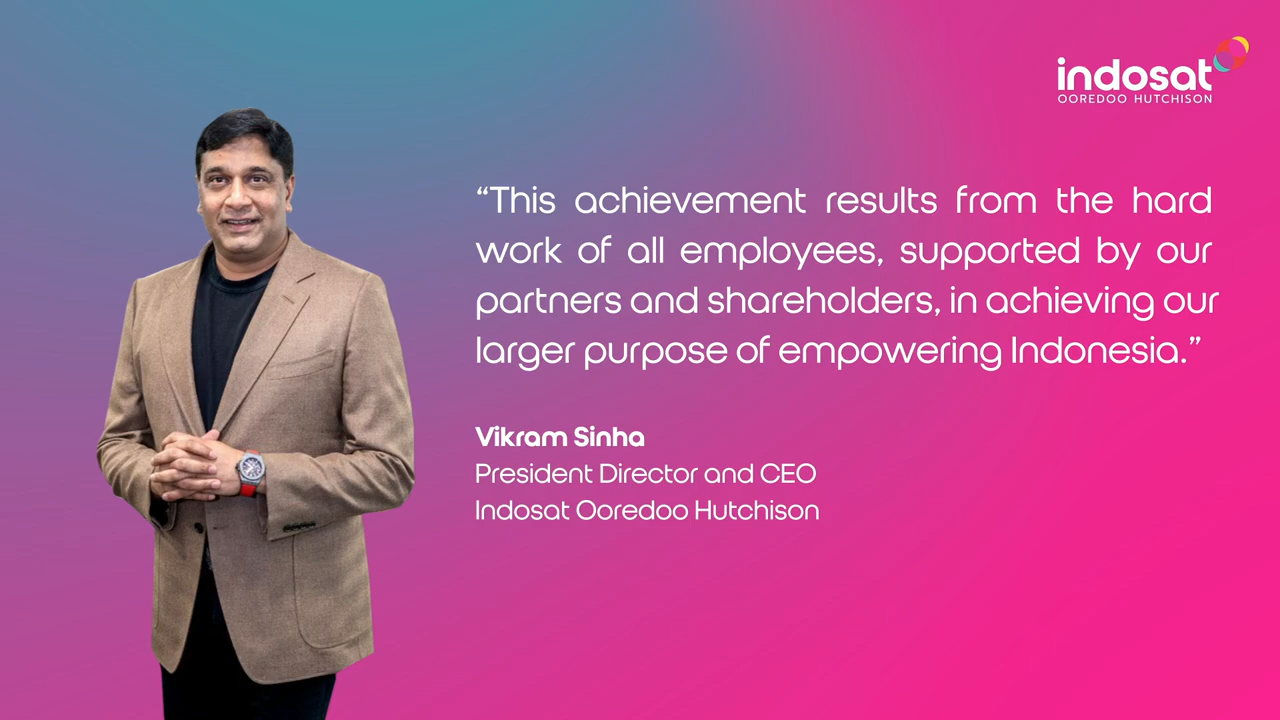 indosat
OOREDOO HUTCHISON
“This achievement results from the hard
work of all employees, supported by our
partners and shareholders, in achieving our
larger purpose of empowering Indonesia.”
Vikram Sinha
President Director and CEO
Indosat Ooredoo Hutchison